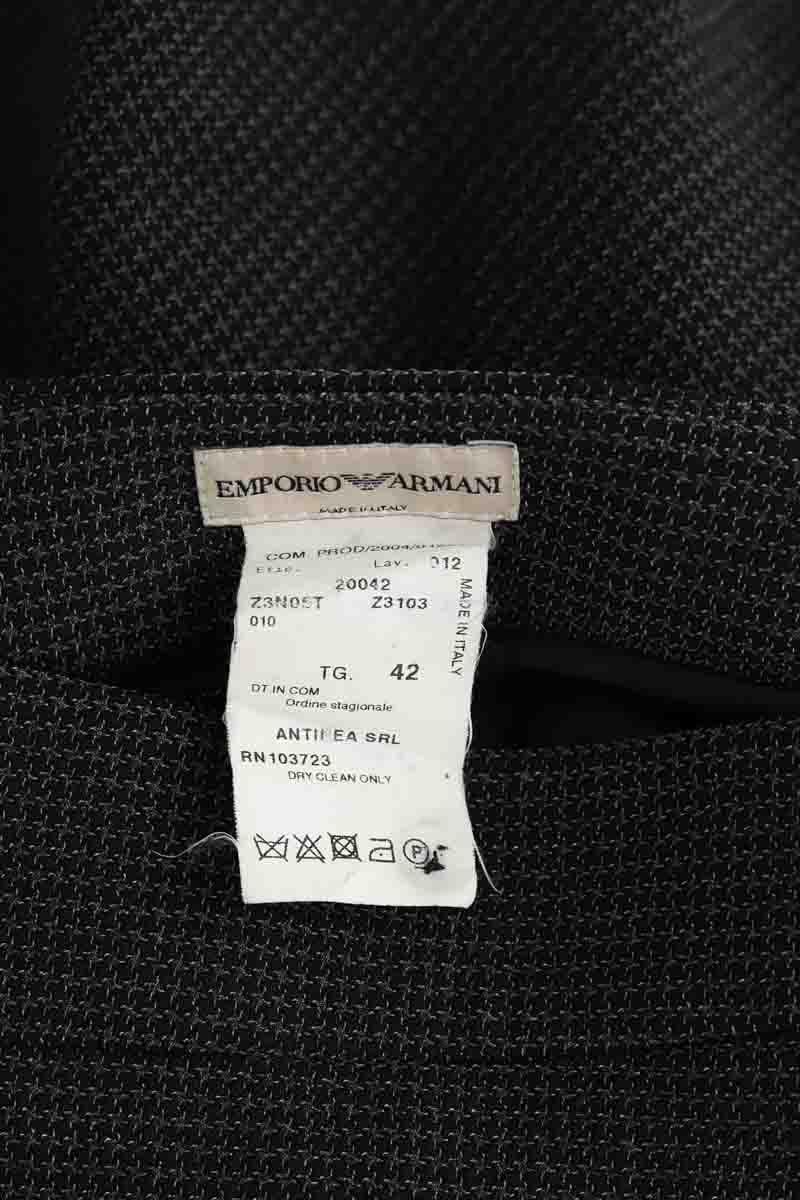 EMPORIO ARMANI
MADE IN ITALY
COM. PROD/2004/
Lav. 012
20042
Z3N05T Z3103
010
MADE IN ITALY
TG. 42
DT.IN COM
Ordine stagionale
SRL
RN103723
DRY CLEAN ONLY
P